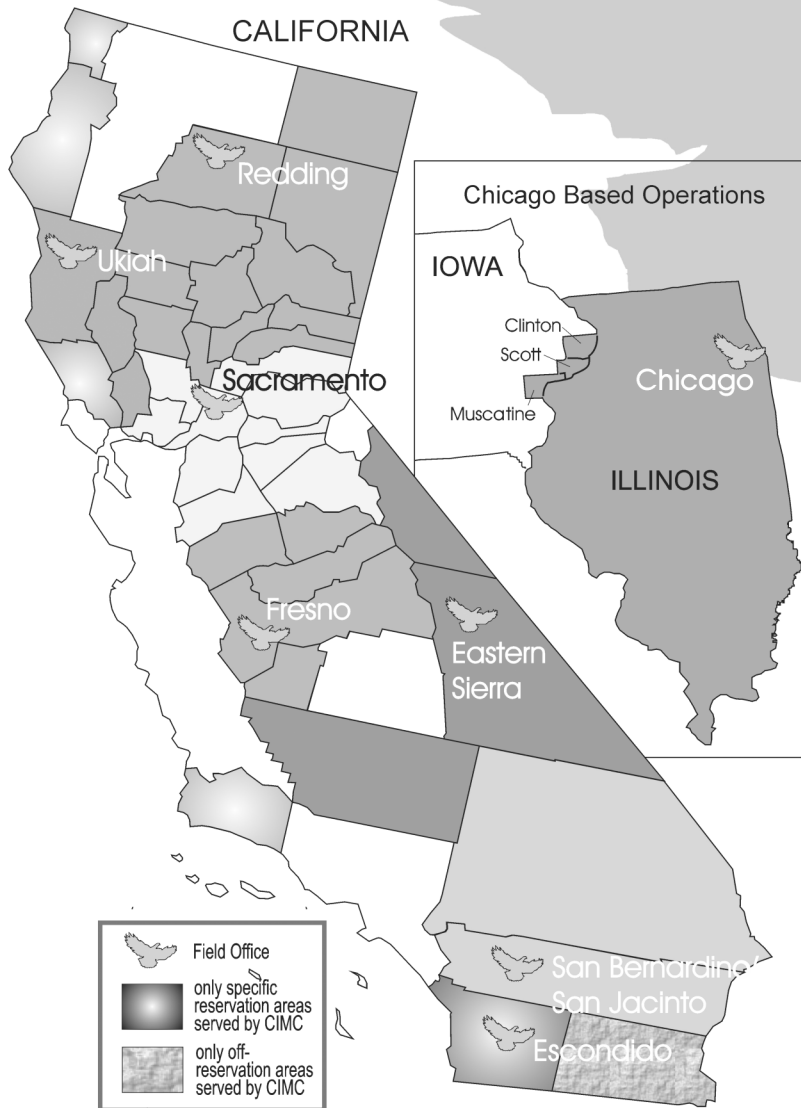 CALIFORNIA
Redding
Ukiah
Sacramento
Fresno
Eastern
Sierra
San Bernardino/
San Jacinto
Escondido
Chicago Based Operations
IOWA
Clinton
Scott
Muscatine
Chicago
ILLINOIS
Field Office
only specific
reservation areas
served by CIMC
only off-
reservation areas
served by CIMC